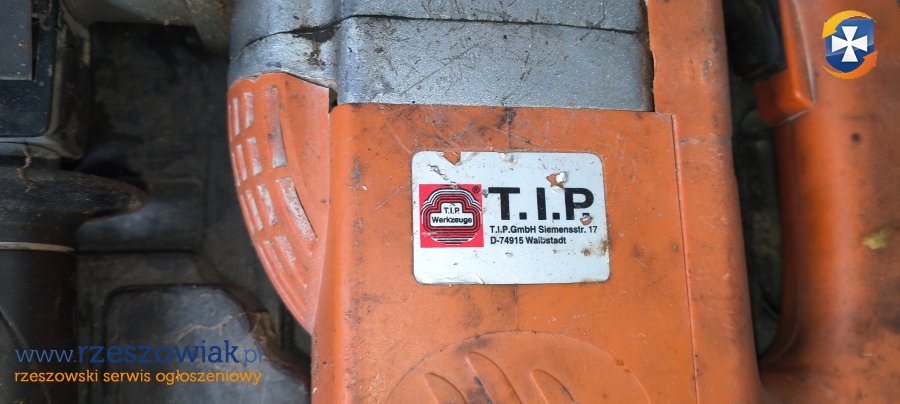 T.I.P.
Werkzeuge
®
T.I.P.
T.I.P.GmbH Siemensstr. 17
D-74915 Waibstadt
www.rzeszowiak.pl
rzeszowski serwis ogłoszeniowy